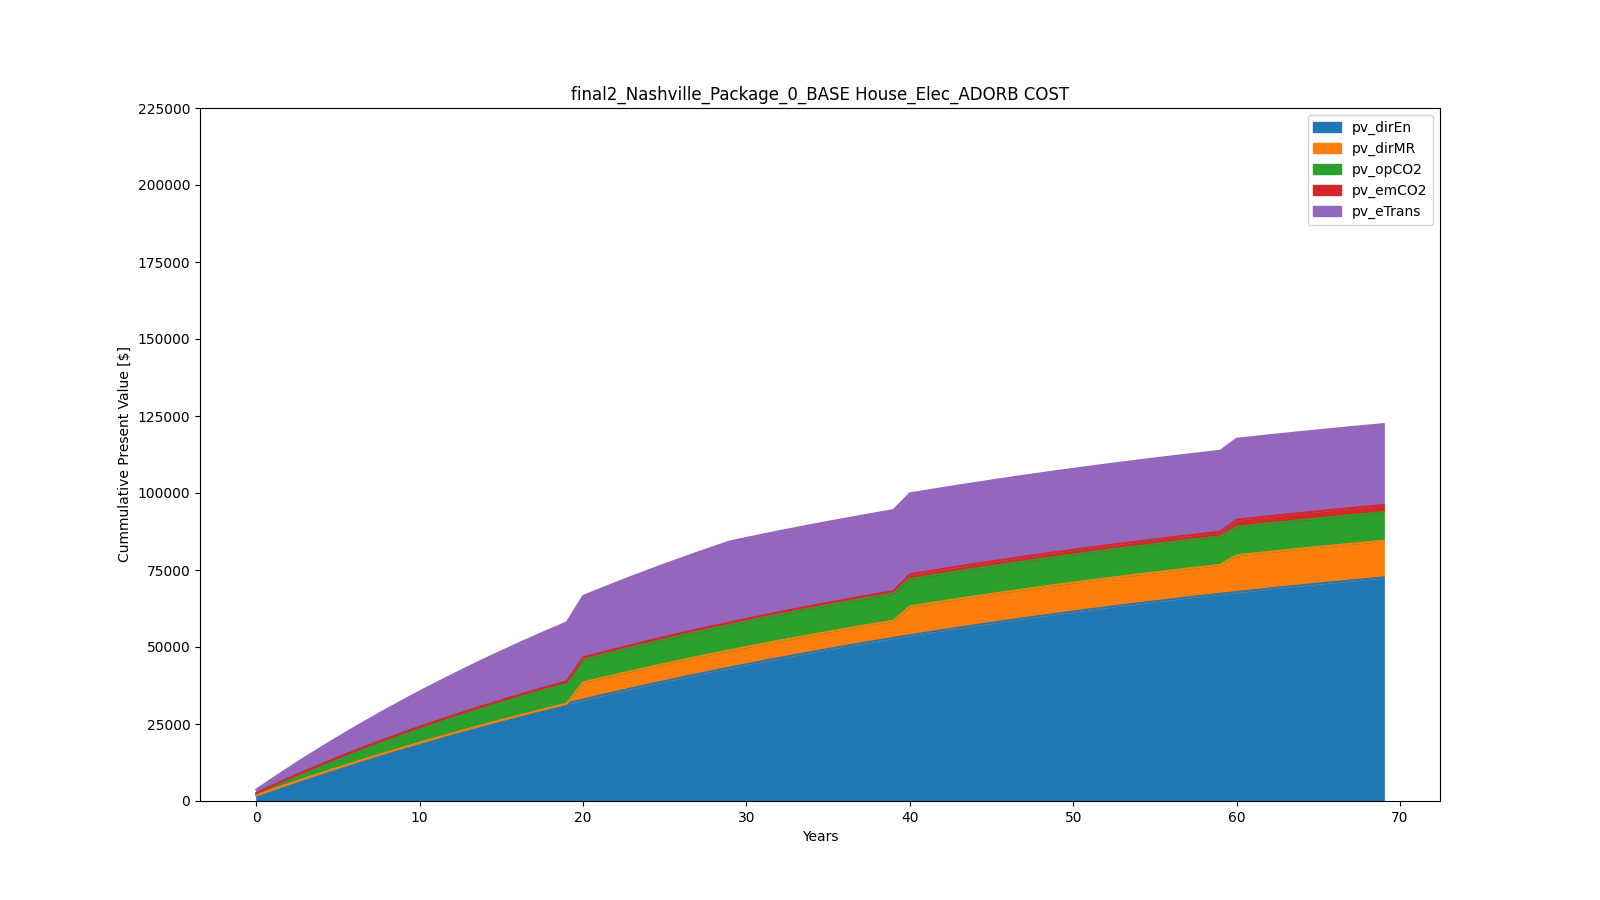 final2_Nashville_Package_0_BASE House_Elec_ADORB COST
225000
200000
175000
150000
125000
100000
75000
50000
25000
0
Cummulative Present Value [$]
pv_dirEn
pv_dirMR
pv_opCO2
pv_emCO2
pv_eTrans
0 10 20 30 40 50 60 70
Years